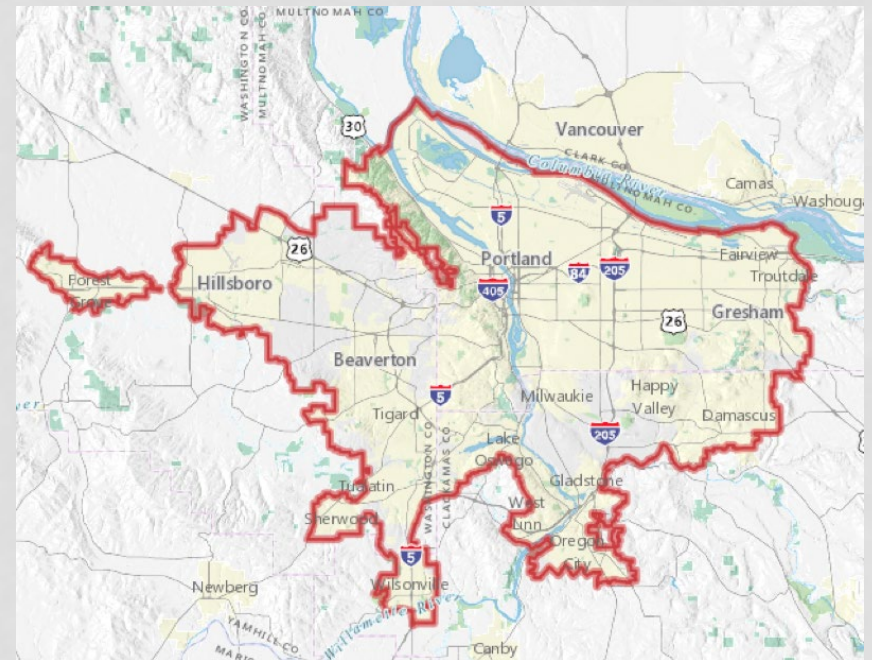 MULTNOMAH CO.
WASHINGTON CO.
MULTNOMAH CO.
30
Vancouver
CLARK CO.
Columbia River
MULTNOMAH CO.
Camas
Washouga
5
26
Portland
84
205
Fairview
Troutdale
Forest
Grove
Hillsboro
405
Gresham
26
Beaverton
5
Milwaukie
Happy
Valley
Tigard
Damascus
205
Lake
Oswego
WASHINGTON CO.
CLACKAMAS CO.
Gladstone
Tualatin
West
Linn
Sherwood
Oregon
City
5
Wilsonville
Newberg
Willamette River
YAMHILL CO.
Canby